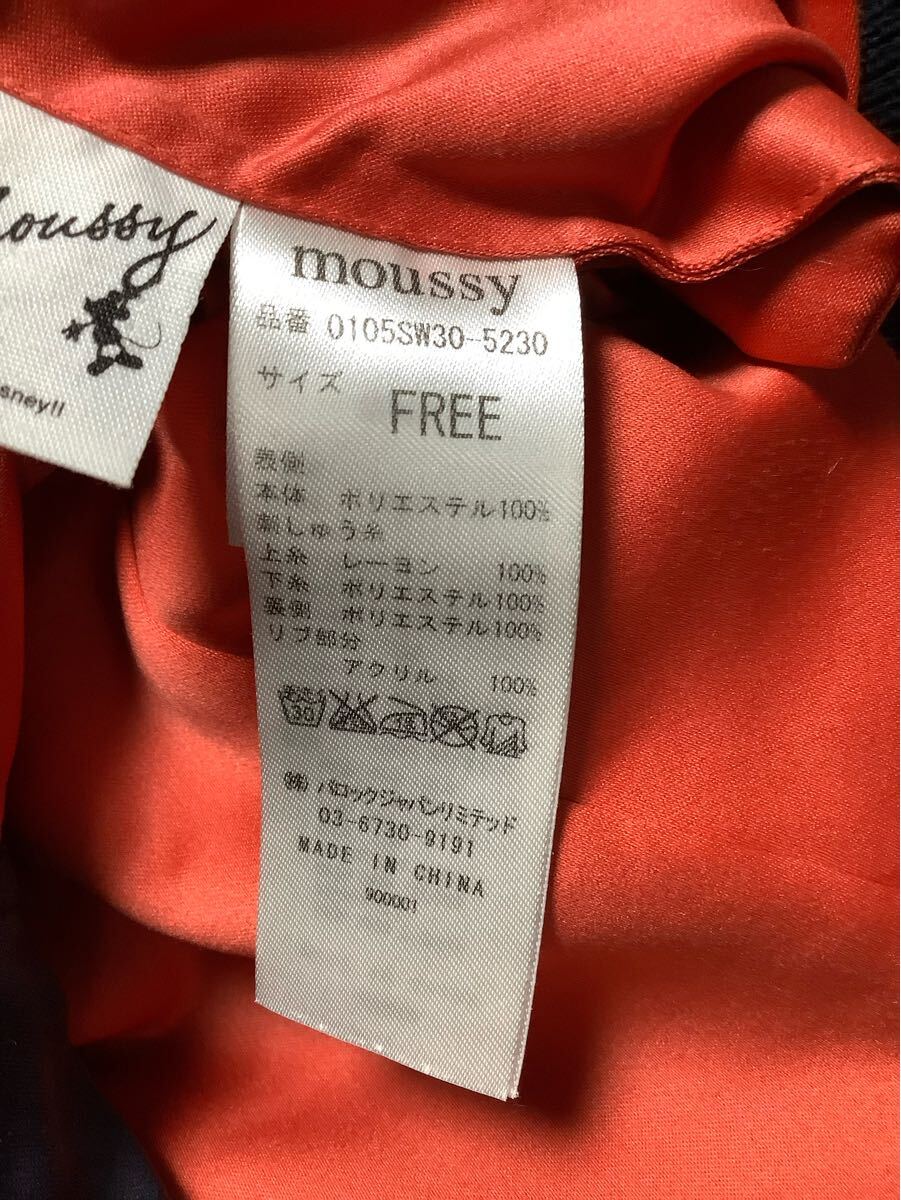 moussy
sney!!
moussy
品番 0105SW30-5230
サイズ FREE
表側
本体 ポリエステル100%
刺しゅう糸
上糸 レーヨン 100%
下糸 ポリエステル100%
裏側 ポリエステル100%
リブ部分
アクリル 100%
30
㈱バロックジャパンリミテッド
03-6730-9191
MADE IN CHINA
900001